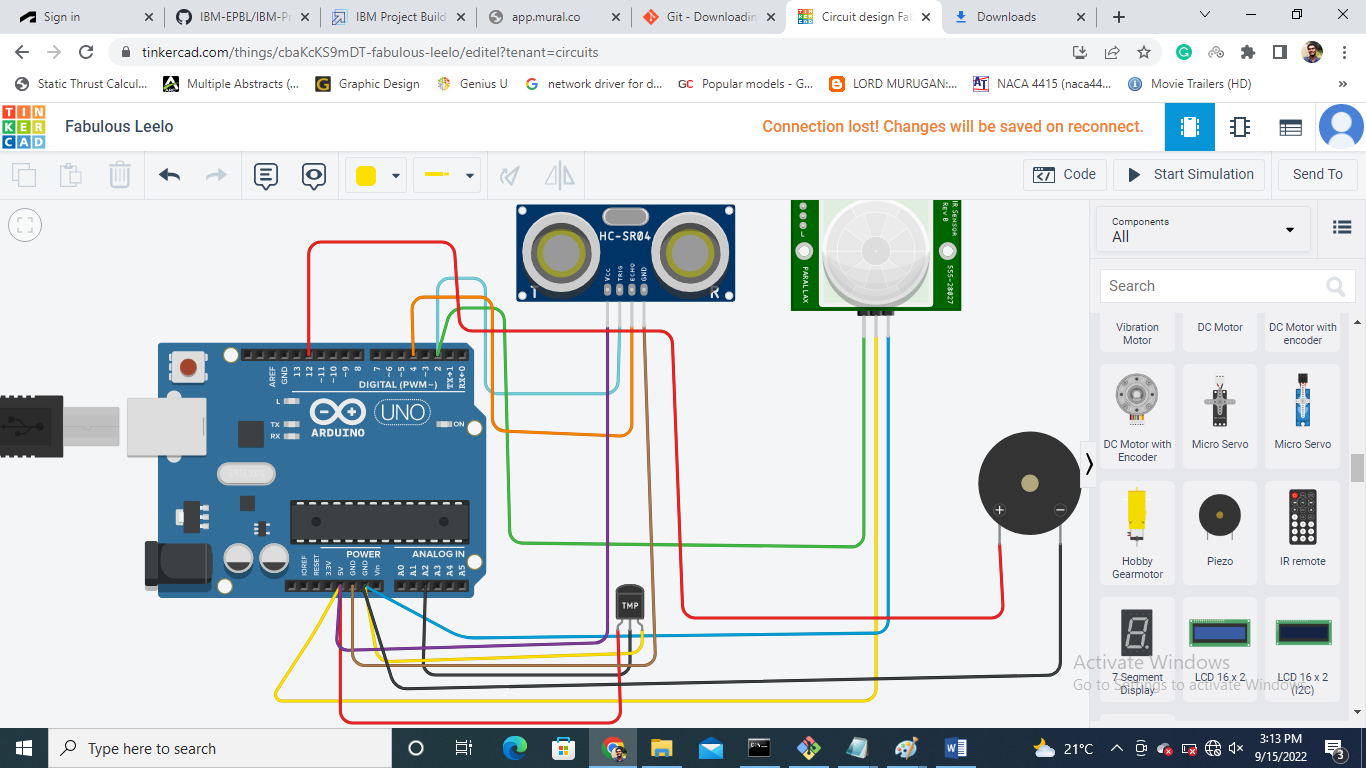 Sign in
IBM-EPBL/IBM-Pr
IBM Project Build
app.mural.co
Git - Downloadin
Circuit design Fab
Downloads
tinkercad.com/things/cbaKcKS9mDT-fabulous-leelo/editel?tenant=circuits
Static Thrust Calcul...
Multiple Abstracts (...
Graphic Design
Genius U
network driver for d...
GC Popular models - G...
LORD MURUGAN:...
NACA 4415 (naca44...
Movie Trailers (HD)
TIN
KER
CAD
Fabulous Leelo
Connection lost! Changes will be saved on reconnect.
Code
Start Simulation
Send To
HC-SR04
Vcc
TRIG
ECHO
GND
T
R
IR SENSOR
Rev B
L
PARALLAX
555-28027
AREF
GND
13
12
~11
~10
~9
8
7
~6
~5
4
~3
2
TX→1
RX←0
DIGITAL (PWM~)
L
TX
RX
ARDUINO
UNO
ON
POWER
ANALOG IN
IOREF
RESET
3.3V
5V
GND
GND
Vin
A0
A1
A2
A3
A4
A5
TMP
Components
All
Search
Vibration
Motor
DC Motor
DC Motor with
encoder
DC Motor with
Encoder
Micro Servo
Micro Servo
Hobby
Gearmotor
Piezo
IR remote
7 Segment
Display
LCD 16 x 2
LCD 16 x 2
(I2C)
Activate Windows
Go to Settings to activate Windows.
Type here to search
21°C
3:13 PM
9/15/2022
3